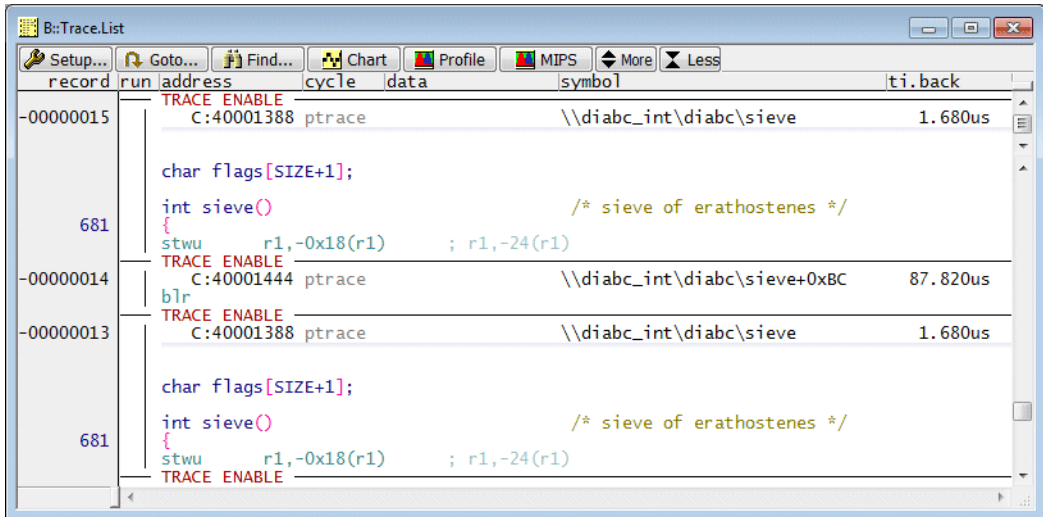 B::Trace.List
Setup... Goto... Find... Chart Profile MIPS More Less
record run address cycle data symbol ti.back
TRACE ENABLE
-00000015 C:40001388 ptrace \\diabc_int\diabc\sieve 1.680us
char flags[SIZE+1];
int sieve() /* sieve of erathostenes */
681 {
stwu r1,-0x18(r1) ; r1,-24(r1)
TRACE ENABLE
-00000014 C:40001444 ptrace \\diabc_int\diabc\sieve+0xBC 87.820us
blr
TRACE ENABLE
-00000013 C:40001388 ptrace \\diabc_int\diabc\sieve 1.680us
char flags[SIZE+1];
int sieve() /* sieve of erathostenes */
681 {
stwu r1,-0x18(r1) ; r1,-24(r1)
TRACE ENABLE